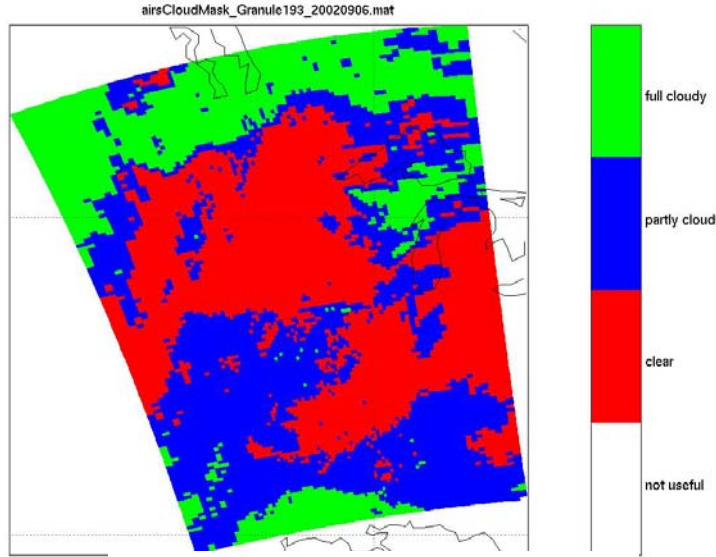 airsCloudMask_Granule193_20020906.mat
full cloudy
partly cloud
clear
not useful